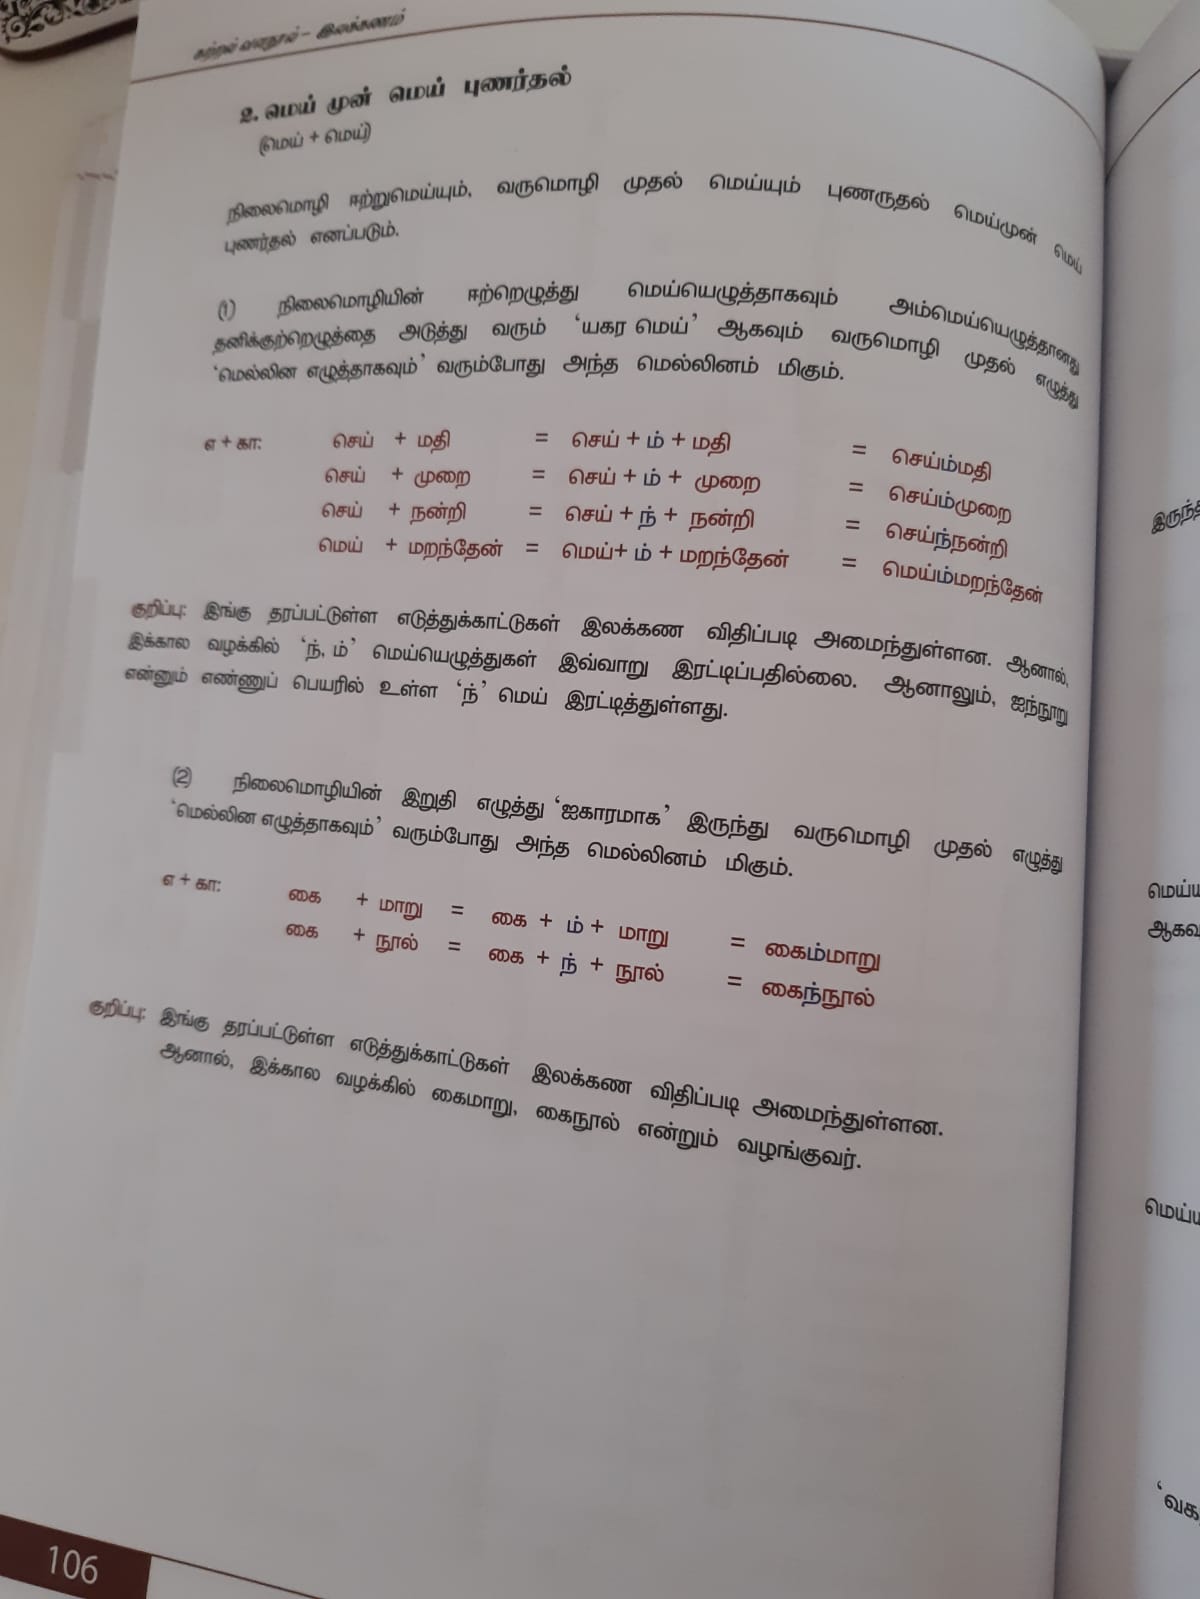 கற்றல் வளநூல் – இலக்கணம்
2. மெய் முன் மெய் புணர்தல்
(மெய் + மெய்)
நிலைமொழி ஈற்றுமெய்யும், வருமொழி முதல் மெய்யும் புணருதல் மெய்முன் மெய்
புணர்தல் எனப்படும்.
(1) நிலைமொழியின் ஈற்றெழுத்து மெய்யெழுத்தாகவும் அம்மெய்யெழுத்தானது
தனிக்குற்றெழுத்தை அடுத்து வரும் ‘யகர மெய்’ ஆகவும் வருமொழி முதல் எழுத்து
‘மெல்லின எழுத்தாகவும்’ வரும்போது அந்த மெல்லினம் மிகும்.
எ + கா: செய் + மதி = செய் + ம் + மதி = செய்ம்மதி
செய் + முறை = செய் + ம் + முறை = செய்ம்முறை
செய் + நன்றி = செய் + ந் + நன்றி = செய்ந்நன்றி
மெய் + மறந்தேன் = மெய்+ ம் + மறந்தேன் = மெய்ம்மறந்தேன்
குறிப்பு: இங்கு தரப்பட்டுள்ள எடுத்துக்காட்டுகள் இலக்கண விதிப்படி அமைந்துள்ளன. ஆனால்,
இக்கால வழக்கில் ‘ந், ம்’ மெய்யெழுத்துகள் இவ்வாறு இரட்டிப்பதில்லை. ஆனாலும், ஐந்நூறு
என்னும் எண்ணுப் பெயரில் உள்ள ‘ந்’ மெய் இரட்டித்துள்ளது.
(2) நிலைமொழியின் இறுதி எழுத்து ‘ஐகாரமாக’ இருந்து வருமொழி முதல் எழுத்து
‘மெல்லின எழுத்தாகவும்’ வரும்போது அந்த மெல்லினம் மிகும்.
எ + கா: கை + மாறு = கை + ம் + மாறு = கைம்மாறு
கை + நூல் = கை + ந் + நூல் = கைந்நூல்
குறிப்பு: இங்கு தரப்பட்டுள்ள எடுத்துக்காட்டுகள் இலக்கண விதிப்படி அமைந்துள்ளன.
ஆனால், இக்கால வழக்கில் கைமாறு, கைநூல் என்றும் வழங்குவர்.
106